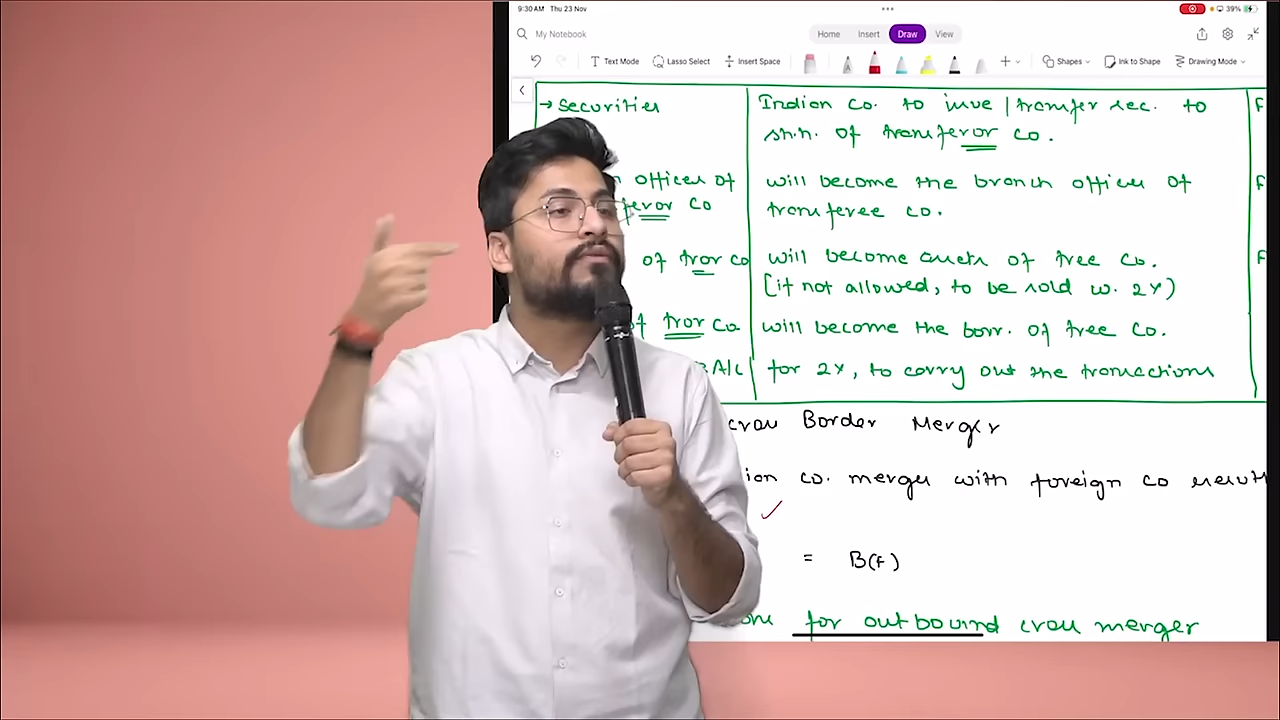 9:30 AM Thu 23 Nov
39%
My Notebook
Home Insert Draw View
Text Mode Lasso Select Insert Space Shapes Ink to Shape Drawing Mode
→ Securities
Indian Co. to issue / transfer sec. to
sh.h. of transferor co.
F
offices of
feror co
will become the branch offices of
transferee co.
F
of tror co
will become assets of tree co.
[if not allowed, to be sold w. 2Y)
F
of tror co.
will become the borr. of tree co.
A/c
for 2Y, to carry out the transactions
cross Border Merger
ion co. merges with foreign co
= B(F)
for outbound cross merger